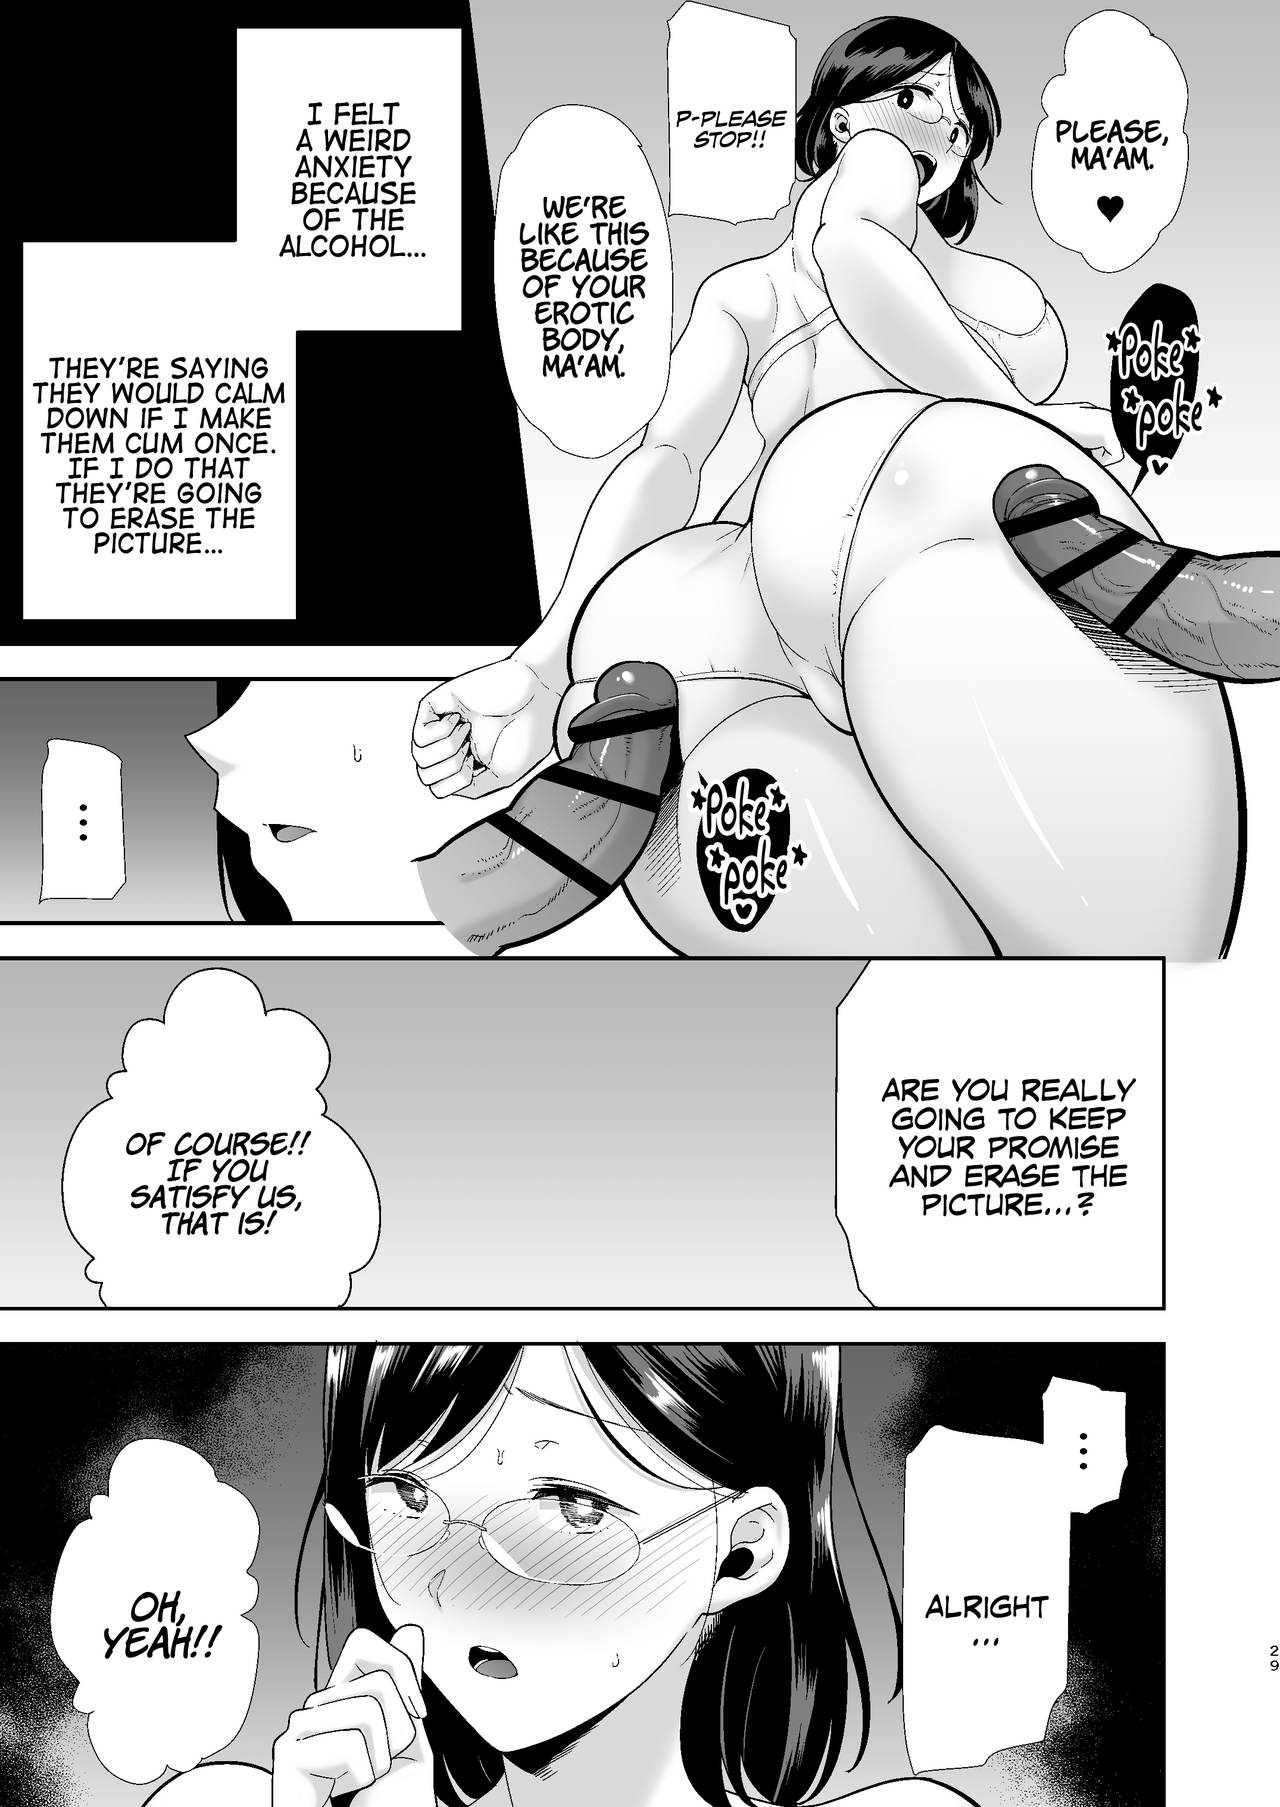 PLEASE,
MA'AM.
P-PLEASE
STOP!!
WE'RE
LIKE THIS
BECAUSE
OF YOUR
EROTIC
BODY,
MA'AM.
Poke
poke
Poke
poke
I FELT
A WEIRD
ANXIETY
BECAUSE
OF THE
ALCOHOL...
THEY'RE SAYING
THEY WOULD CALM
DOWN IF I MAKE
THEM CUM ONCE.
IF I DO THAT
THEY'RE GOING
TO ERASE THE
PICTURE...
...
ARE YOU REALLY
GOING TO KEEP
YOUR PROMISE
AND ERASE THE
PICTURE...?
OF COURSE!!
IF YOU
SATISFY US,
THAT IS!
...
ALRIGHT
...
OH,
YEAH!!
29